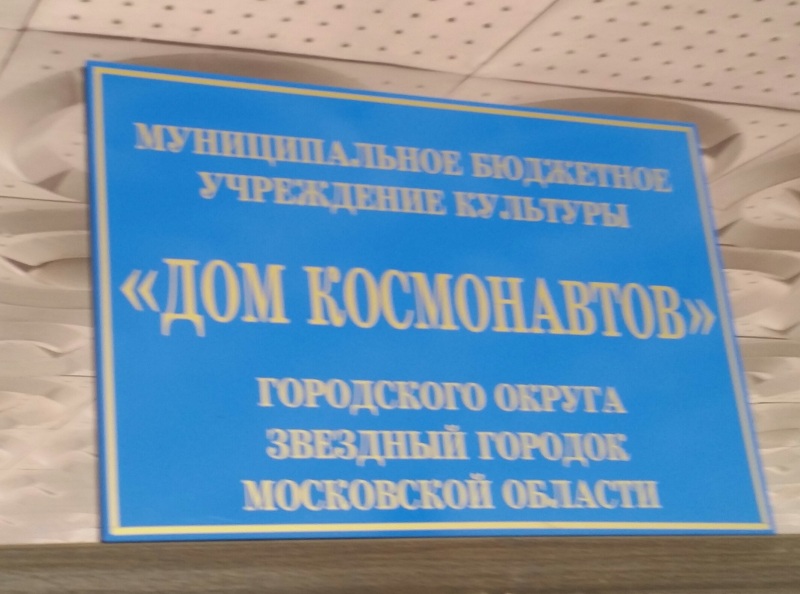 МУНИЦИПАЛЬНОЕ БЮДЖЕТНОЕ
УЧРЕЖДЕНИЕ КУЛЬТУРЫ
«ДОМ КОСМОНАВТОВ»
ГОРОДСКОГО ОКРУГА
ЗВЕЗДНЫЙ ГОРОДОК
МОСКОВСКОЙ ОБЛАСТИ